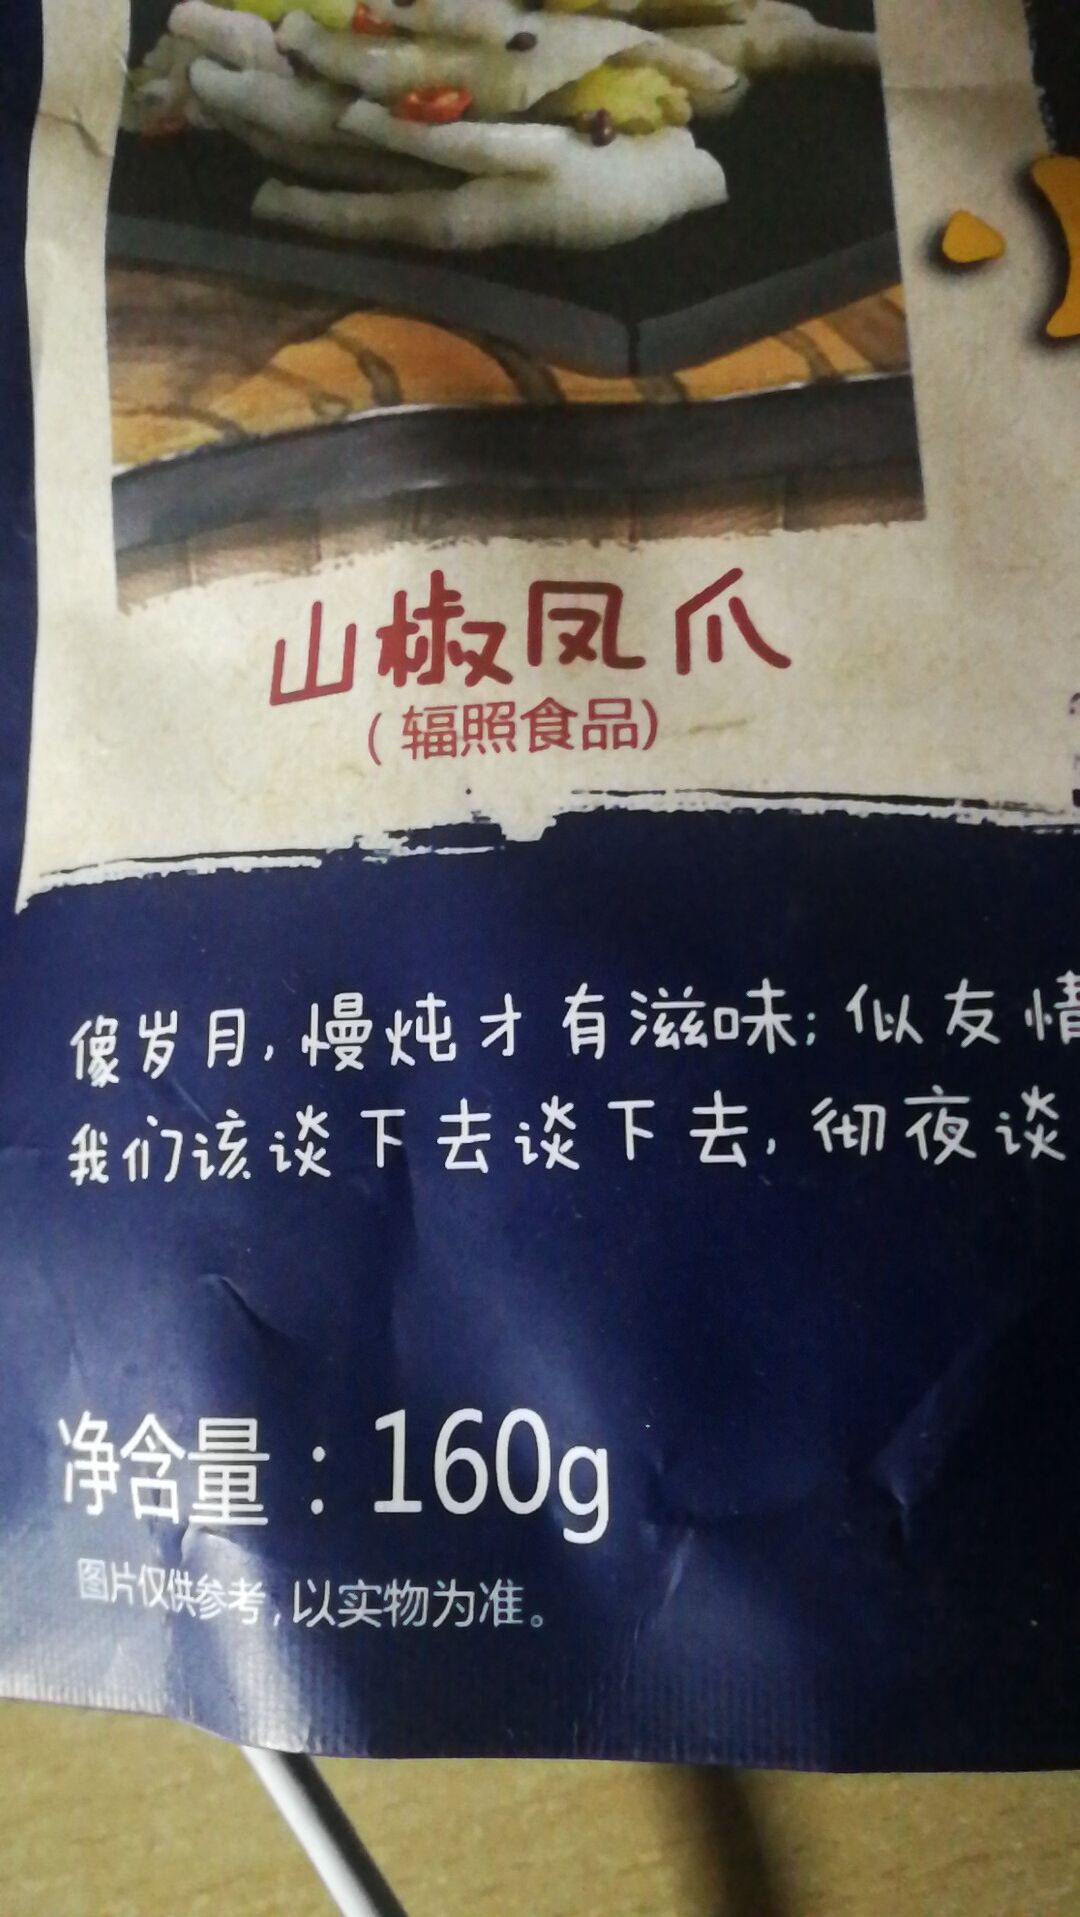 山椒凤爪
(辐照食品)
像岁月,慢炖才有滋味;似友情
我们该谈下去谈下去,彻夜谈
净含量：160g
图片仅供参考,以实物为准。